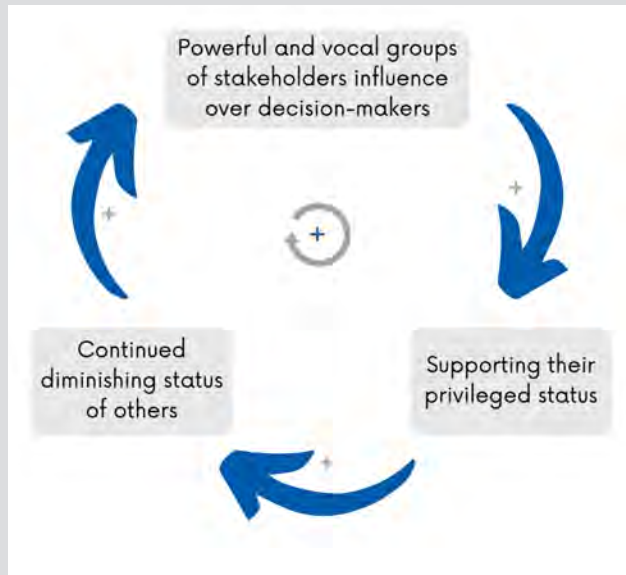 Powerful and vocal groups
of stakeholders influence
over decision-makers
+
+
+
Continued
diminishing status
of others
Supporting their
privileged status
+